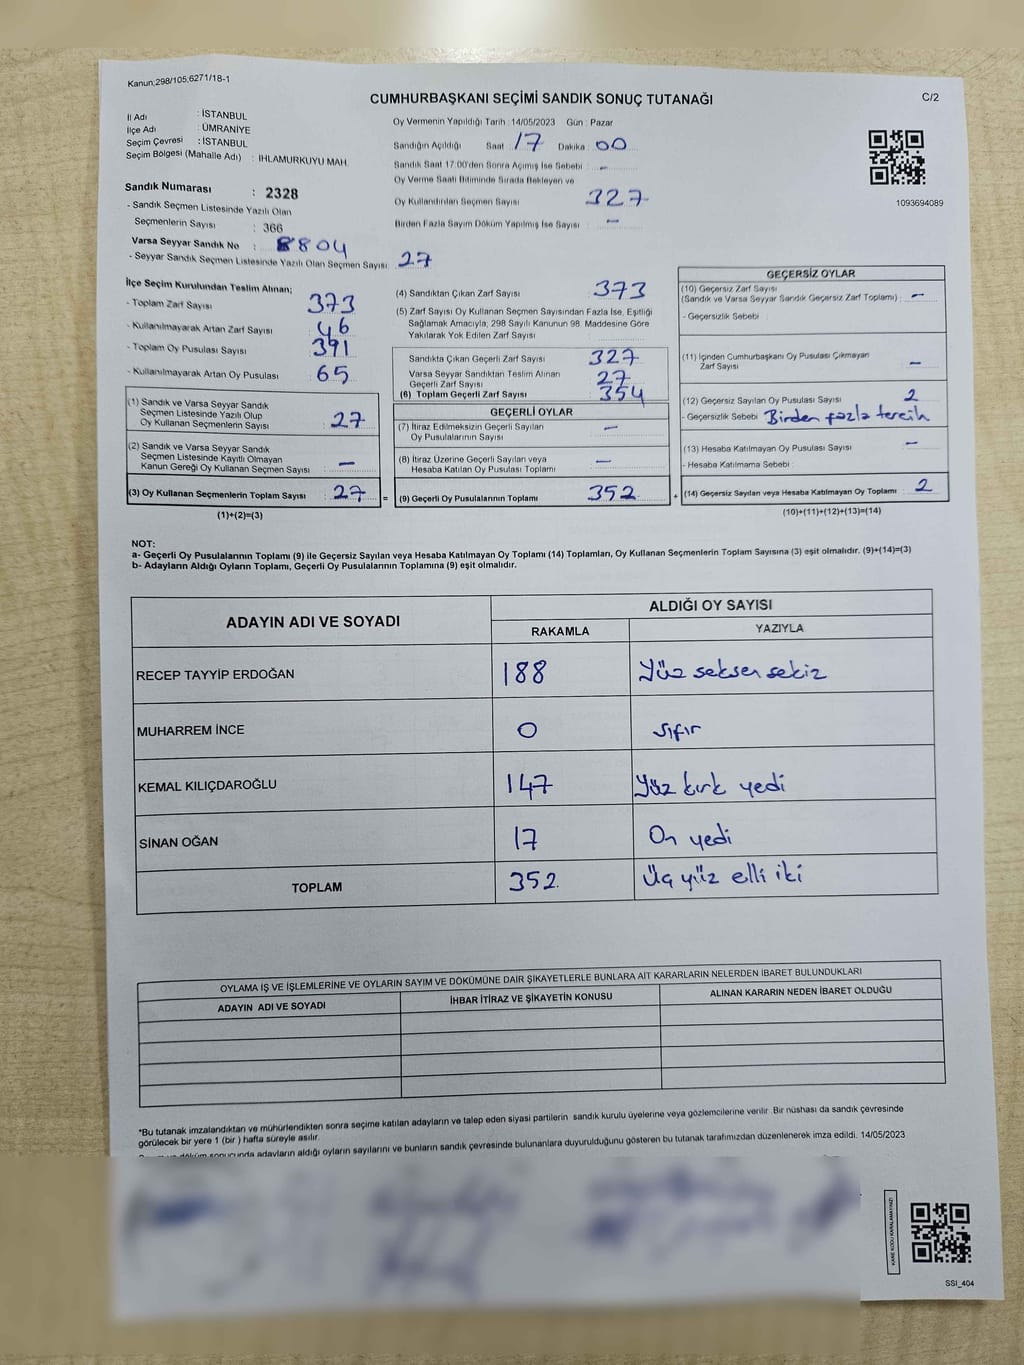 Kanun;298/105,6271/18-1
CUMHURBAŞKANI SEÇİMİ SANDIK SONUÇ TUTANAĞI
C/2
İl Adı : İSTANBUL
İlçe Adı : ÜMRANİYE
Seçim Çevresi : İSTANBUL
Seçim Bölgesi (Mahalle Adı) : IHLAMURKUYU MAH.
Oy Vermenin Yapıldığı Tarih :14/05/2023 Gün : Pazar
Sandığın Açıldığı Saat 17 Dakika 00
Sandık Saat 17:00'den Sonra Açımış İse Sebebi : -
Oy Verme Saati Bitiminde Sırada Bekleyen ve
Oy Kullandırılan Seçmen Sayısı 327
Birden Fazla Sayım Döküm Yapılmış İse Sayısı : -
1093694089
Sandık Numarası : 2328
- Sandık Seçmen Listesinde Yazılı Olan
Seçmenlerin Sayısı : 366
Varsa Seyyar Sandık No : 8804
- Seyyar Sandık Seçmen Listesinde Yazılı Olan Seçmen Sayısı: 27
İlçe Seçim Kurulundan Teslim Alınan;
- Toplam Zarf Sayısı : 373
- Kullanılmayarak Artan Zarf Sayısı : 46
- Toplam Oy Pusulası Sayısı : 391
- Kullanılmayarak Artan Oy Pusulası : 65
(4) Sandıktan Çıkan Zarf Sayısı : 373
(5) Zarf Sayısı Oy Kullanan Seçmen Sayısından Fazla İse, Eşitliği
Sağlamak Amacıyla; 298 Sayılı Kanunun 98. Maddesine Göre
Yakılarak Yok Edilen Zarf Sayısı :
Sandıkta Çıkan Geçerli Zarf Sayısı : 327
Varsa Seyyar Sandıktan Teslim Alınan
Geçerli Zarf Sayısı : 27
(6) Toplam Geçerli Zarf Sayısı : 354
GEÇERSİZ OYLAR
(10) Geçersiz Zarf Sayısı
(Sandık ve Varsa Seyyar Sandık Geçersiz Zarf Toplamı) : -
- Geçersizlik Sebebi :
(11) İçinden Cumhurbaşkanı Oy Pusulası Çıkmayan
Zarf Sayısı : -
(12) Geçersiz Sayılan Oy Pusulası Sayısı : 2
- Geçersizlik Sebebi : Birden fazla tercih
(13) Hesaba Katılmayan Oy Pusulası Sayısı : -
- Hesaba Katılmama Sebebi :
(14) Geçersiz Sayılan veya Hesaba Katılmayan Oy Toplamı : 2
(10)+(11)+(12)+(13)=(14)
(1) Sandık ve Varsa Seyyar Sandık
Seçmen Listesinde Yazılı Olup
Oy Kullanan Seçmenlerin Sayısı : 27
(2) Sandık ve Varsa Seyyar Sandık
Seçmen Listesinde Kayıtlı Olmayan
Kanun Gereği Oy Kullanan Seçmen Sayısı : -
(3) Oy Kullanan Seçmenlerin Toplam Sayısı : 27 =
(1)+(2)=(3)
GEÇERLİ OYLAR
(7) İtiraz Edilmeksizin Geçerli Sayılan
Oy Pusulalarının Sayısı : -
(8) İtiraz Üzerine Geçerli Sayılan veya
Hesaba Katılan Oy Pusulası Toplamı : -
(9) Geçerli Oy Pusulalarının Toplamı : 352 +
NOT:
a- Geçerli Oy Pusulalarının Toplamı (9) ile Geçersiz Sayılan veya Hesaba Katılmayan Oy Toplamı (14) Toplamları, Oy Kullanan Seçmenlerin Toplam Sayısına (3) eşit olmalıdır. (9)+(14)=(3)
b- Adayların Aldığı Oyların Toplamı, Geçerli Oy Pusulalarının Toplamına (9) eşit olmalıdır.
ADAYIN ADI VE SOYADI
ALDIĞI OY SAYISI
RAKAMLA YAZIYLA
RECEP TAYYİP ERDOĞAN 188 Yüz seksen sekiz
MUHARREM İNCE 0 sıfır
KEMAL KILIÇDAROĞLU 147 Yüz kırk yedi
SİNAN OĞAN 17 On yedi
TOPLAM 352 Üç yüz elli iki
OYLAMA İŞ VE İŞLEMLERİNE VE OYLARIN SAYIM VE DÖKÜMÜNE DAİR ŞİKAYETLERLE BUNLARA AİT KARARLARIN NELERDEN İBARET BULUNDUKLARI
ADAYIN ADI VE SOYADI İHBAR İTİRAZ VE ŞİKAYETİN KONUSU ALINAN KARARIN NEDEN İBARET OLDUĞU
*Bu tutanak imzalandıktan ve mühürlendikten sonra seçime katılan adayların ve talep eden siyasi partilerin sandık kurulu üyelerine veya gözlemcilerine verilir .Bir nüshası da sandık çevresinde
görülecek bir yere 1 (bir ) hafta süreyle asılır.
döküm sonucunda adayların aldığı oyların sayılarını ve bunların sandık çevresinde bulunanlara duyurulduğunu gösteren bu tutanak tarafımızdan düzenlenerek imza edildi. 14/05/2023
KARE KODU KARALAMAYINIZ!
SSI_404